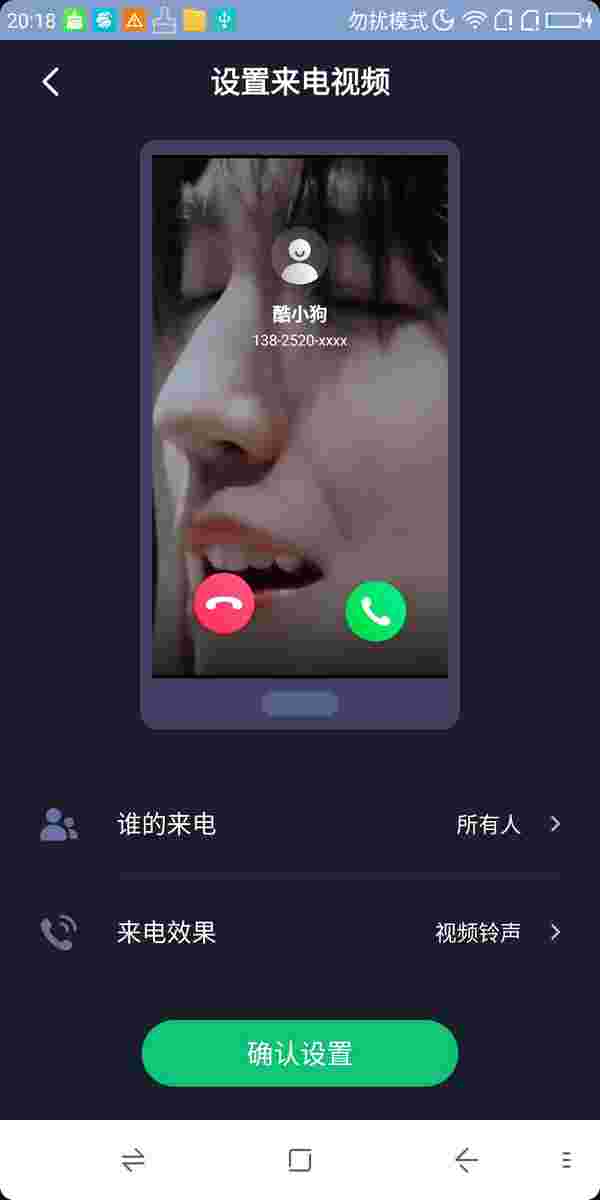 20:18 勿扰模式
设置来电视频
酷小狗
138-2520-xxxx
谁的来电 所有人
来电效果 视频铃声
确认设置